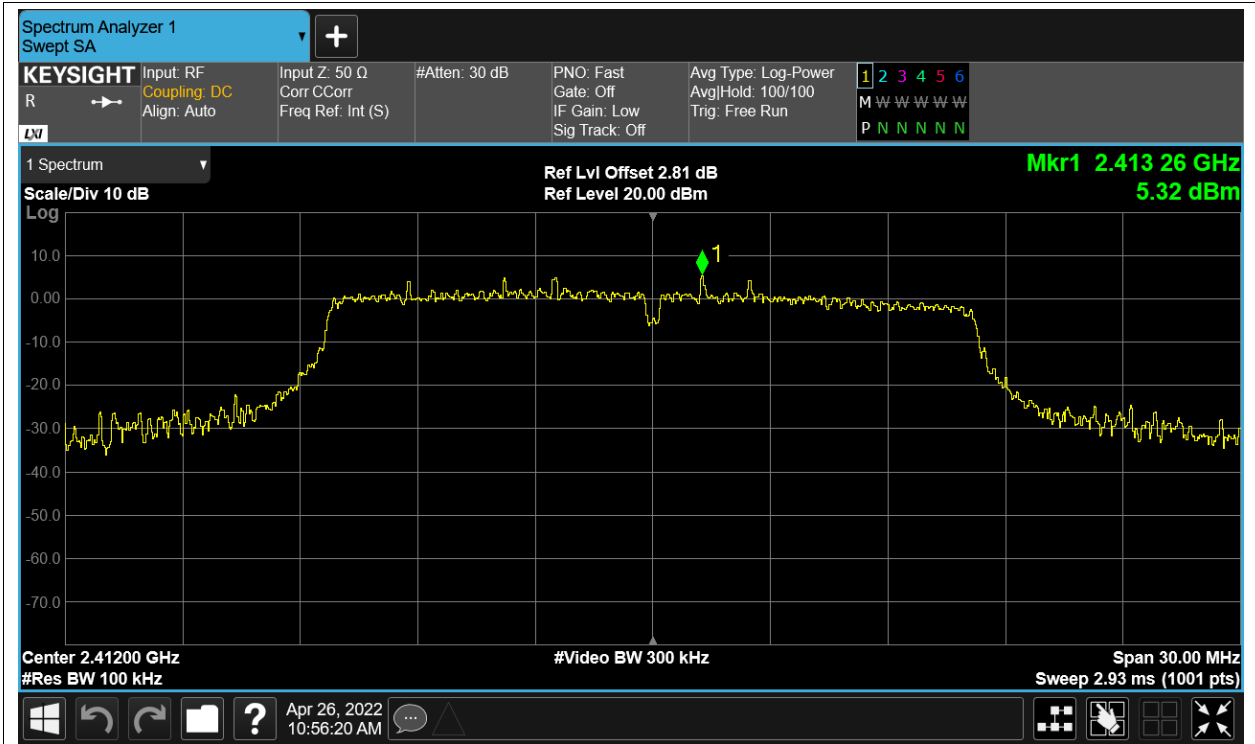 Spectrum Analyzer 1
Swept SA
KEYSIGHT
R
LXI
Input: RF
Coupling: DC
Align: Auto
Input Z: 50 Ω
Corr CCorr
Freq Ref: Int (S)
#Atten: 30 dB
PNO: Fast
Gate: Off
IF Gain: Low
Sig Track: Off
Avg Type: Log-Power
Avg|Hold: 100/100
Trig: Free Run
1 2 3 4 5 6
M W W W W W
P N N N N N
1 Spectrum
Scale/Div 10 dB
Log
Ref Lvl Offset 2.81 dB
Ref Level 20.00 dBm
Mkr1 2.413 26 GHz
5.32 dBm
1
10.0
0.00
-10.0
-20.0
-30.0
-40.0
-50.0
-60.0
-70.0
Center 2.41200 GHz
#Video BW 300 kHz
Span 30.00 MHz
#Res BW 100 kHz
Sweep 2.93 ms (1001 pts)
?
Apr 26, 2022
10:56:20 AM